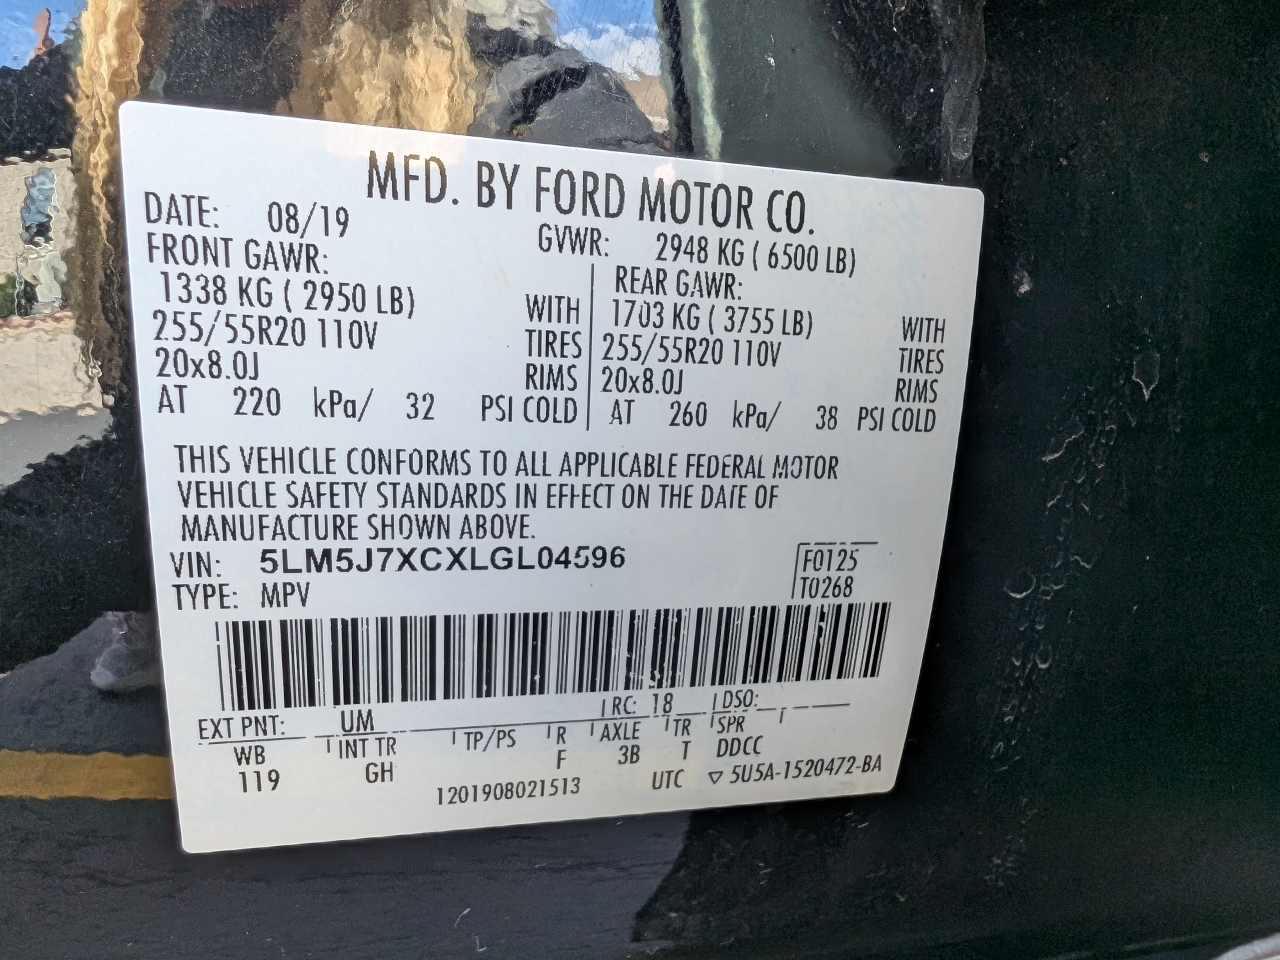 MFD. BY FORD MOTOR CO.
DATE: 08/19 GVWR: 2948 KG ( 6500 LB)
FRONT GAWR: REAR GAWR:
1338 KG ( 2950 LB) WITH 1703 KG ( 3755 LB) WITH
255/55R20 110V TIRES 255/55R20 110V TIRES
20x8.0J RIMS 20x8.0J RIMS
AT 220 kPa/ 32 PSI COLD AT 260 kPa/ 38 PSI COLD
THIS VEHICLE CONFORMS TO ALL APPLICABLE FEDERAL MOTOR
VEHICLE SAFETY STANDARDS IN EFFECT ON THE DATE OF
MANUFACTURE SHOWN ABOVE.
VIN: 5LM5J7XCXLGL04596 F0125
TYPE: MPV T0268
EXT PNT: UM RC: 18 DSO:
WB INT TR TP/PS R AXLE TR SPR
119 GH F 3B T DDCC
1201908021513 UTC ▽ 5U5A-1520472-BA